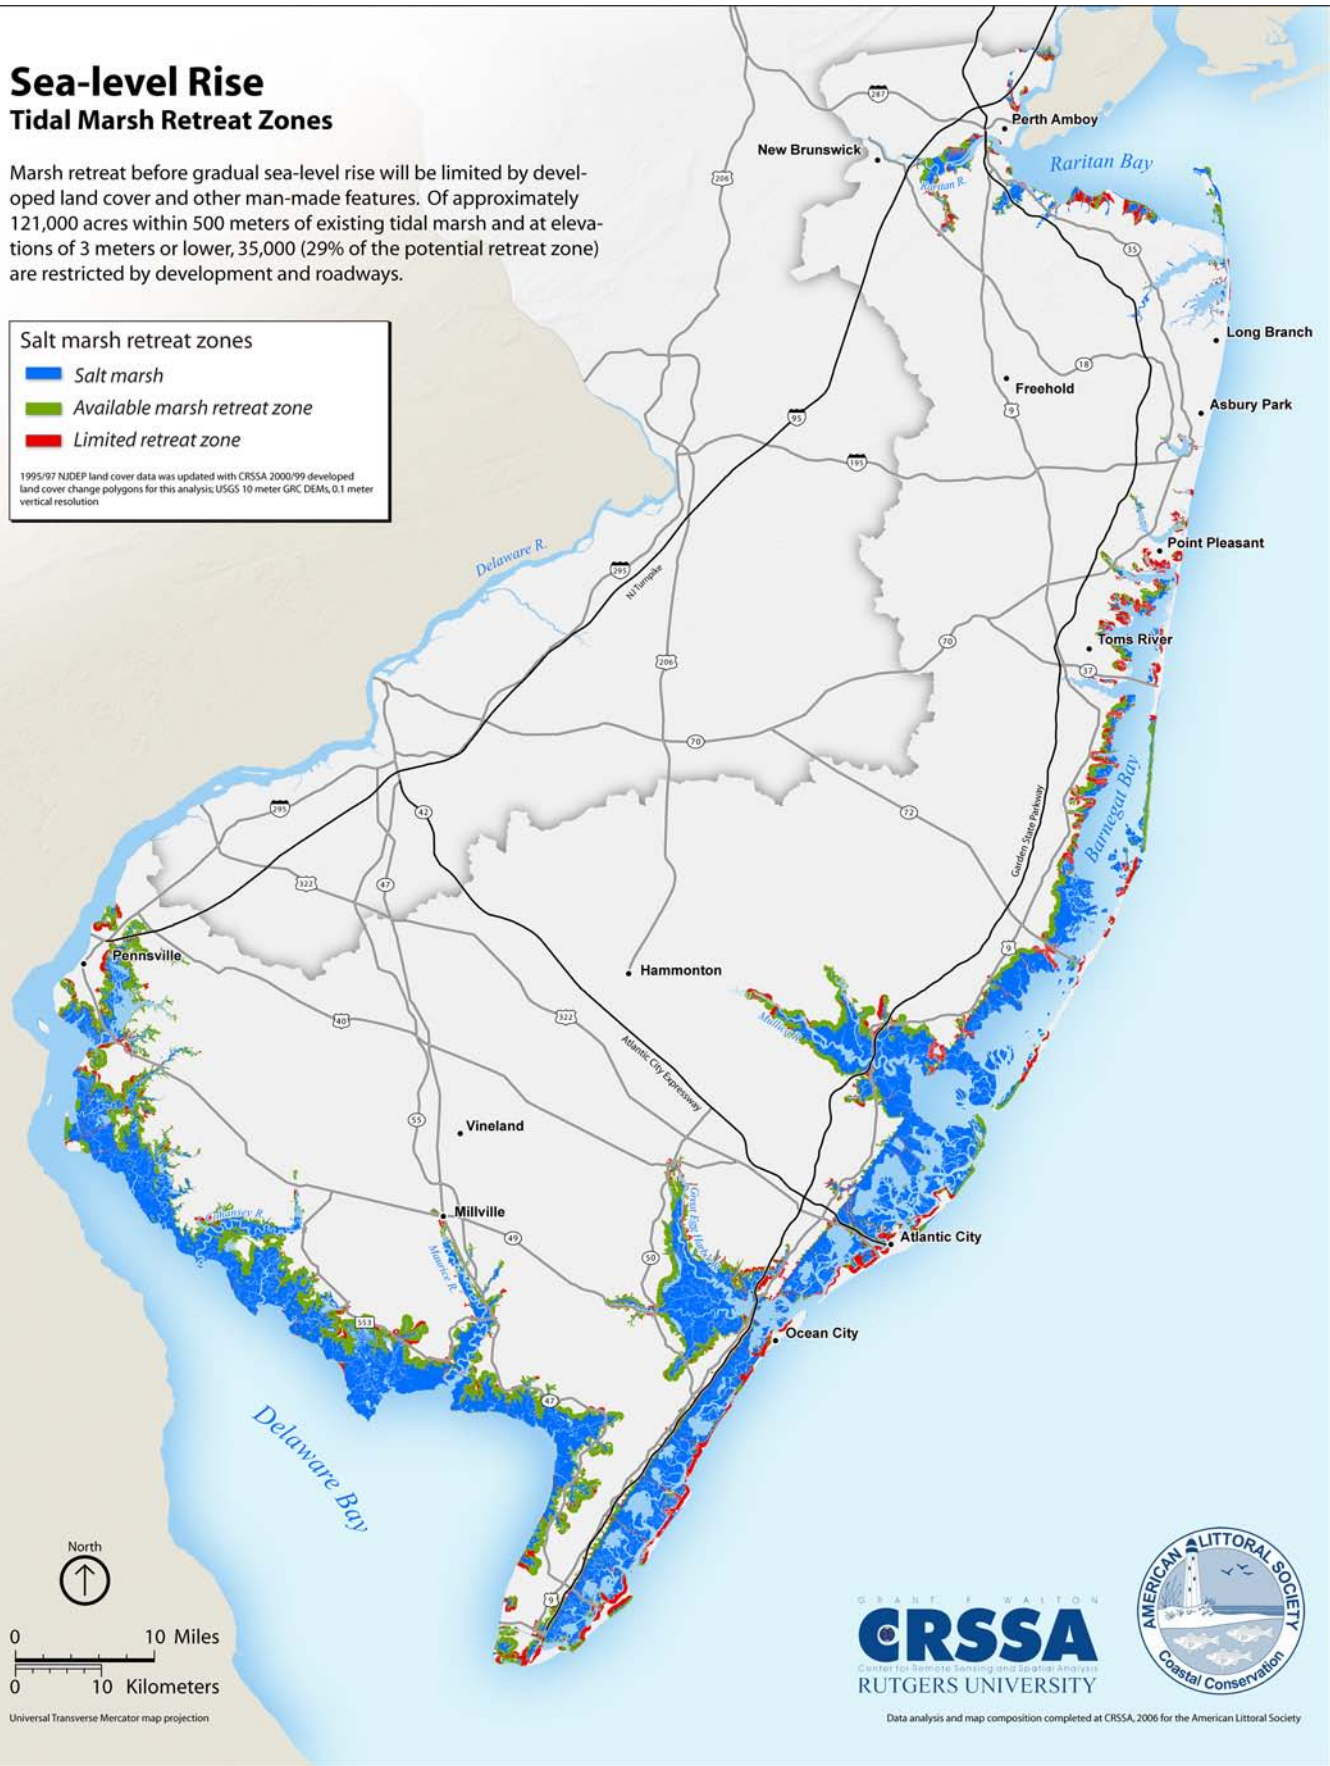 Sea-level Rise
Tidal Marsh Retreat Zones
Marsh retreat before gradual sea-level rise will be limited by devel-
oped land cover and other man-made features. Of approximately
121,000 acres within 500 meters of existing tidal marsh and at eleva-
tions of 3 meters or lower, 35,000 (29% of the potential retreat zone)
are restricted by development and roadways.
Salt marsh retreat zones
Salt marsh
Available marsh retreat zone
Limited retreat zone
1995/97 NJDEP land cover data was updated with CRSSA 2000/99 developed
land cover change polygons for this analysis; USGS 10 meter GRC DEMs, 0.1 meter
vertical resolution
287
Perth Amboy
New Brunswick
Raritan Bay
206
Raritan R.
35
Long Branch
18
Freehold
9
Asbury Park
95
195
Point Pleasant
Delaware R.
295
NJ Turnpike
Toms River
70
206
37
70
Barnegat Bay
295
42
72
Garden State Parkway
322
47
9
Pennsville
Hammonton
40
322
Atlantic City Expressway
55
Vineland
Cohansey R.
Millville
Maurice R.
49
50
Great Egg Harbor
Atlantic City
553
Ocean City
47
Delaware Bay
9
North
0 10 Miles
0 10 Kilometers
Universal Transverse Mercator map projection
GRANT F WALTON
CRSSA
Center for Remote Sensing and Spatial Analysis
RUTGERS UNIVERSITY
AMERICAN LITTORAL SOCIETY
Coastal Conservation
Data analysis and map composition completed at CRSSA, 2006 for the American Littoral Society